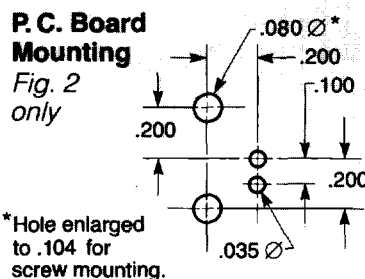 P.C. Board
Mounting
Fig. 2
only
.080 Ø*
.200
.100
.200
.200
.035 Ø
*Hole enlarged
to .104 for
screw mounting.